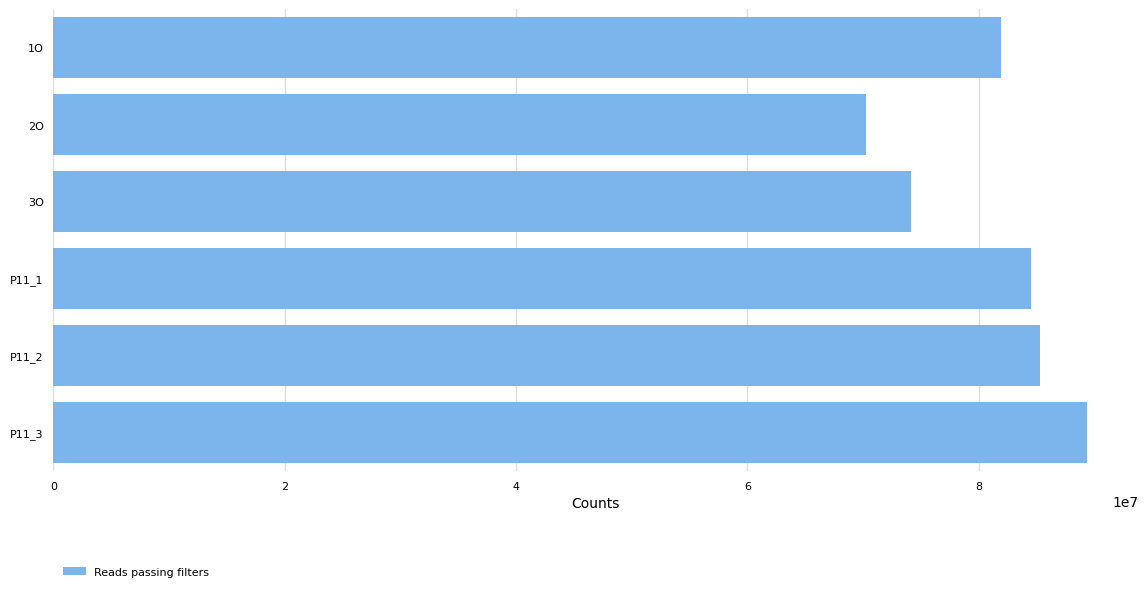 1O
2O
3O
P11_1
P11_2
P11_3
0 2 4 6 8
Counts
1e7
Reads passing filters